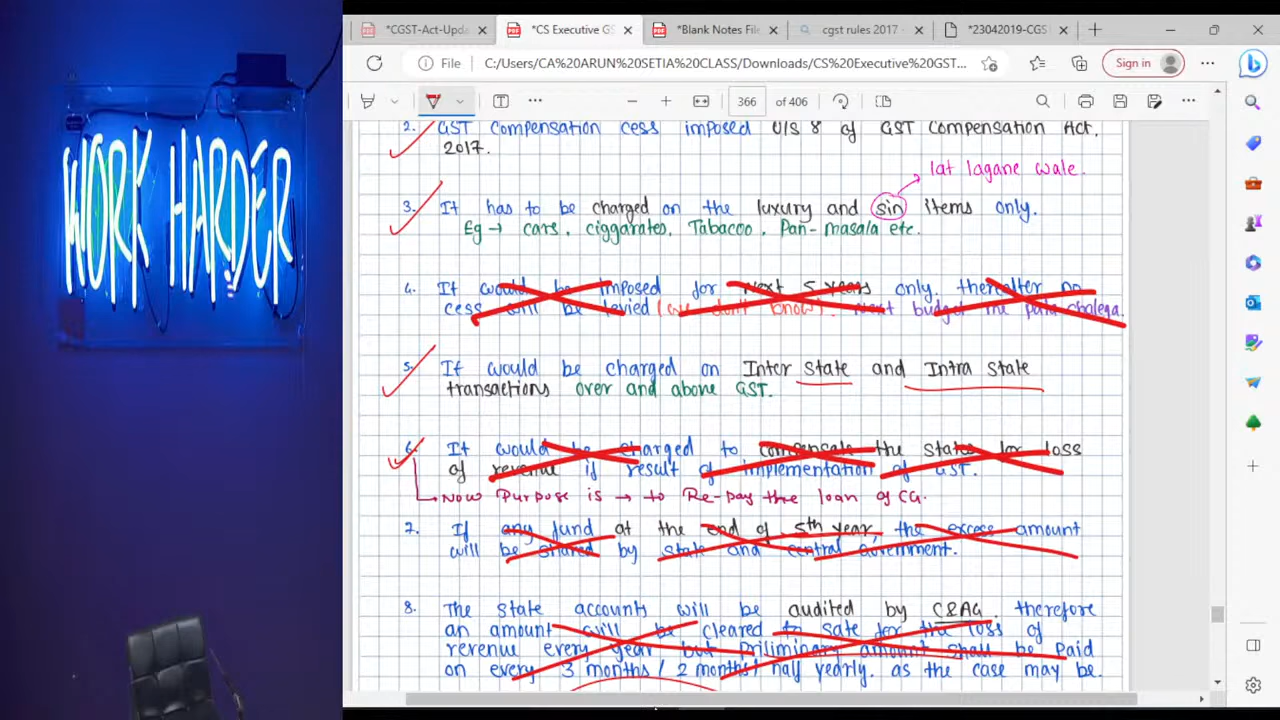 WORK HARDER
*CGST-Act-Upda
*CS Executive GS
*Blank Notes File
cgst rules 2017
*23042019-CGS
File
C:/Users/CA%20ARUN%20SETIA%20CLASS/Downloads/CS%20Executive%20GST...
Sign in
366 of 406
2. GST Compensation cess imposed U/S 8 of GST Compensation Act,
2017.
lat lagane wale.
3. It has to be charged on the luxury and sin items only.
Eg → cars, ciggarates, Tabacoo, Pan-masala etc.
4. It would be imposed for next 5 years only, thereafter no
cess will be levied (we don't know). next budget me pata chalega.
5. It would be charged on Inter State and Intra State
transactions over and above GST.
6. It would be charged to compensate the states for loss
of revenue if result of implementation of GST.
Now Purpose is → to Re-pay the loan of CG.
7. If any fund at the end of 5th year, the excess amount
will be shared by state and central Government.
8. The state accounts will be audited by C&AG. therefore
an amount will be cleared to sate for the loss of
revenue every year but priliminary amount shall be paid
on every 3 months / 2 months / half yearly. as the case may be.